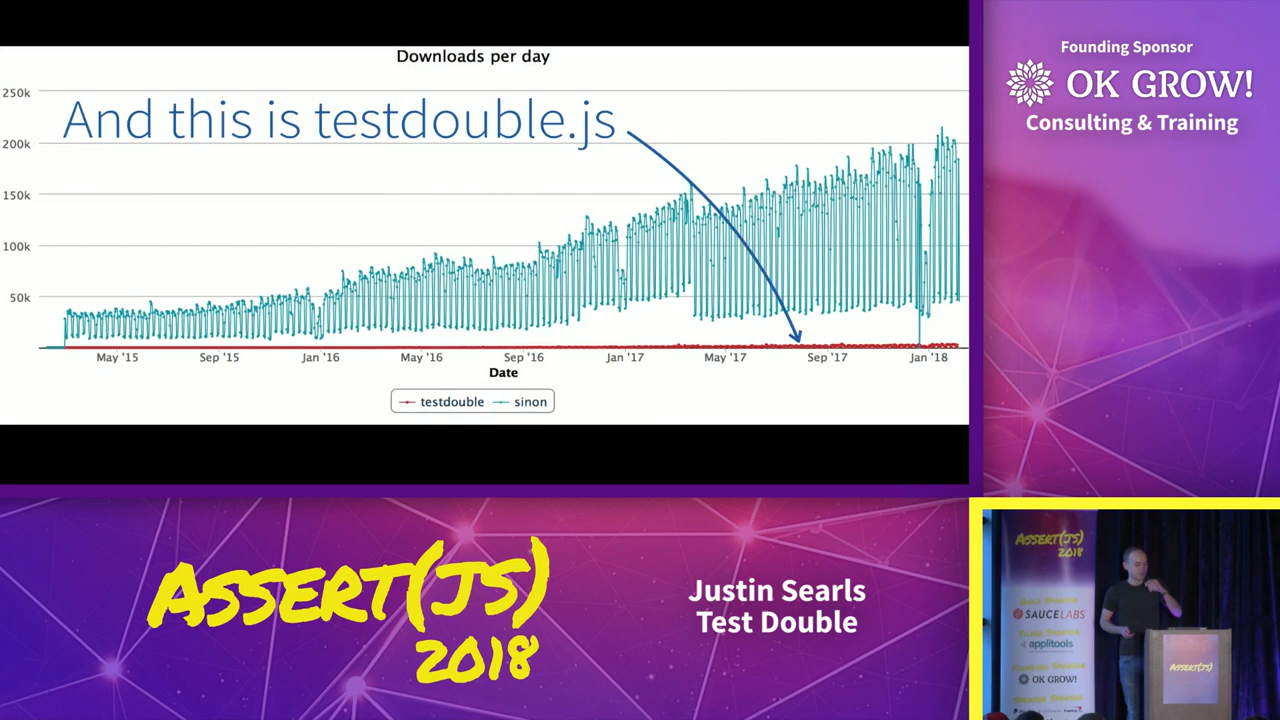 Downloads per day
250k
200k
150k
100k
50k
And this is testdouble.js
May '15
Sep '15
Jan '16
May '16
Sep '16
Jan '17
May '17
Sep '17
Jan '18
Date
testdouble
sinon
Founding Sponsor
OK GROW!
Consulting & Training
ASSERT(JS)
2018
Justin Searls
Test Double
ASSERT(JS)
2018
SAUCELABS
applitools
OK GROW!
ASSERT(JS)